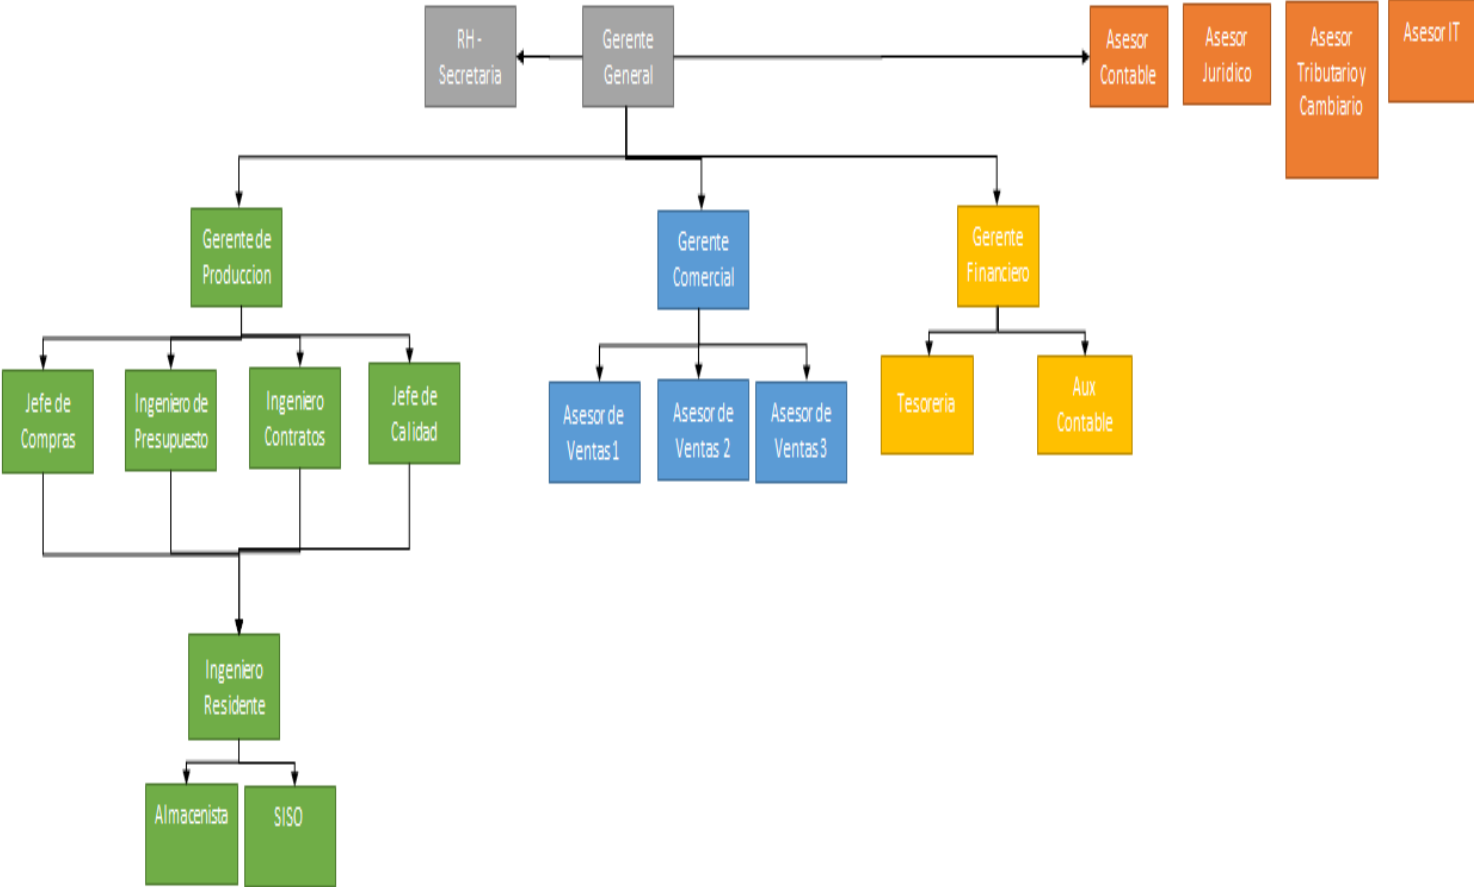 RH -
Secretaria
Gerente
General
Asesor
Contable
Asesor
Juridico
Asesor
Tributario y
Cambiario
Asesor IT
Gerente de
Produccion
Gerente
Comercial
Gerente
Financiero
Jefe de
Compras
Ingeniero de
Presupuesto
Ingeniero
Contratos
Jefe de
Calidad
Asesor de
Ventas 1
Asesor de
Ventas 2
Asesor de
Ventas 3
Tesoreria
Aux
Contable
Ingeniero
Residente
Almacenista
SISO